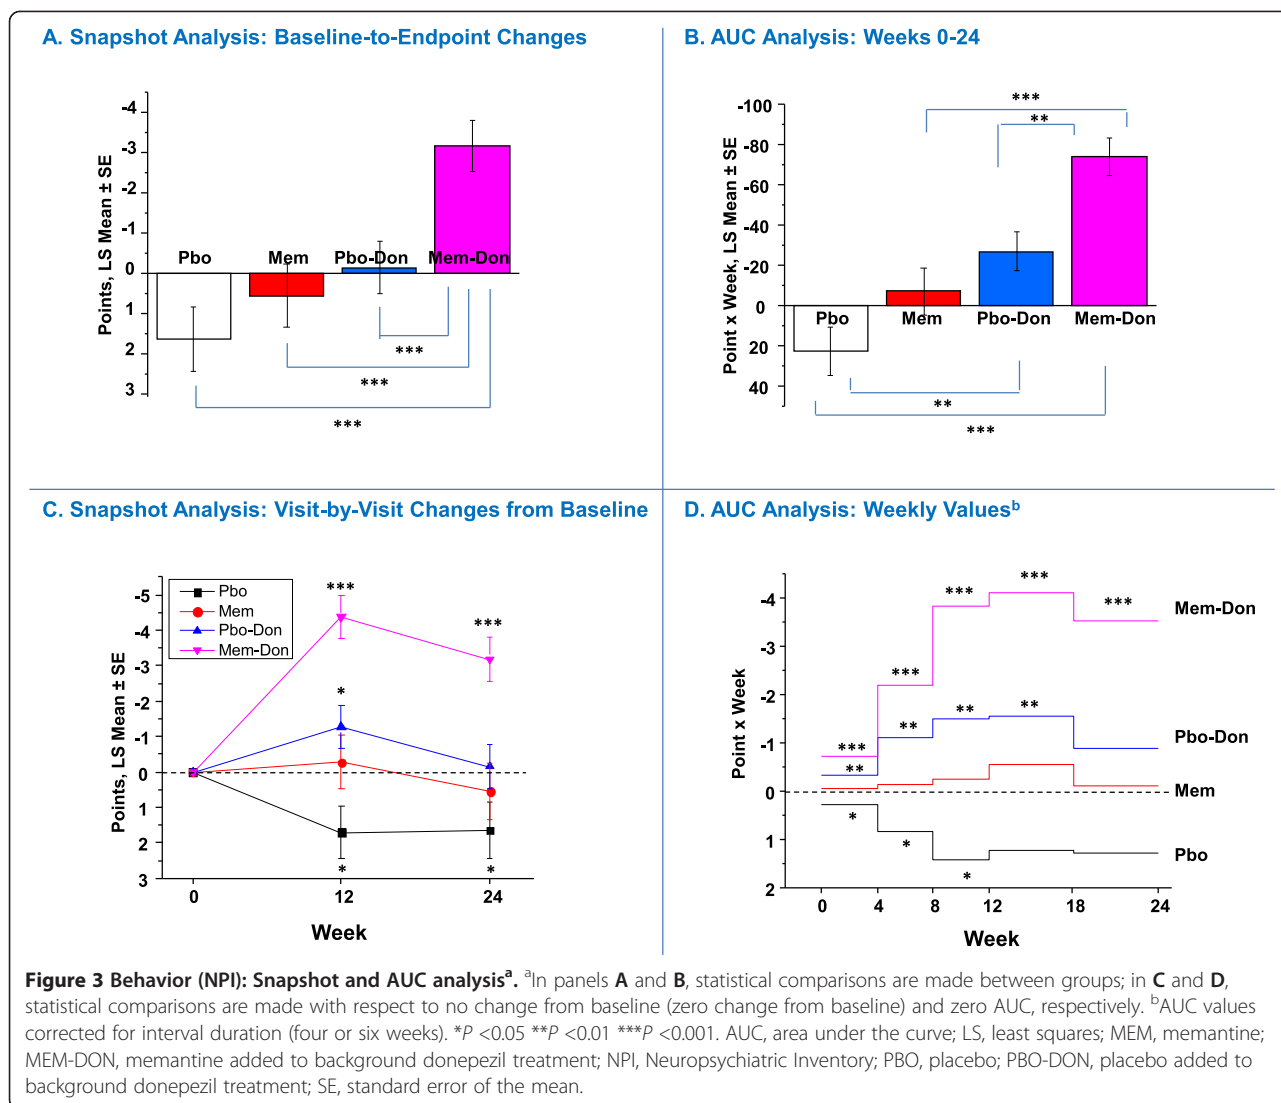 A. Snapshot Analysis: Baseline-to-Endpoint Changes
Points, LS Mean ± SE
-4
-3
-2
-1
0
1
2
3
Pbo
Mem
Pbo-Don
Mem-Don
***
***
***
B. AUC Analysis: Weeks 0-24
Point x Week, LS Mean ± SE
-100
-80
-60
-40
-20
0
20
40
***
**
Pbo
Mem
Pbo-Don
Mem-Don
**
***
C. Snapshot Analysis: Visit-by-Visit Changes from Baseline
Points, LS Mean ± SE
-5
-4
-3
-2
-1
0
1
2
3
Pbo
Mem
Pbo-Don
Mem-Don
***
***
*
*
*
0
12
24
Week
D. AUC Analysis: Weekly Valuesᵇ
Point x Week
-4
-3
-2
-1
0
1
2
***
***
***
***
***
Mem-Don
**
**
**
**
Pbo-Don
Mem
*
*
*
Pbo
0
4
8
12
18
24
Week
Figure 3 Behavior (NPI): Snapshot and AUC analysisᵃ. ᵃIn panels A and B, statistical comparisons are made between groups; in C and D,
statistical comparisons are made with respect to no change from baseline (zero change from baseline) and zero AUC, respectively. ᵇAUC values
corrected for interval duration (four or six weeks). *P <0.05 **P <0.01 ***P <0.001. AUC, area under the curve; LS, least squares; MEM, memantine;
MEM-DON, memantine added to background donepezil treatment; NPI, Neuropsychiatric Inventory; PBO, placebo; PBO-DON, placebo added to
background donepezil treatment; SE, standard error of the mean.